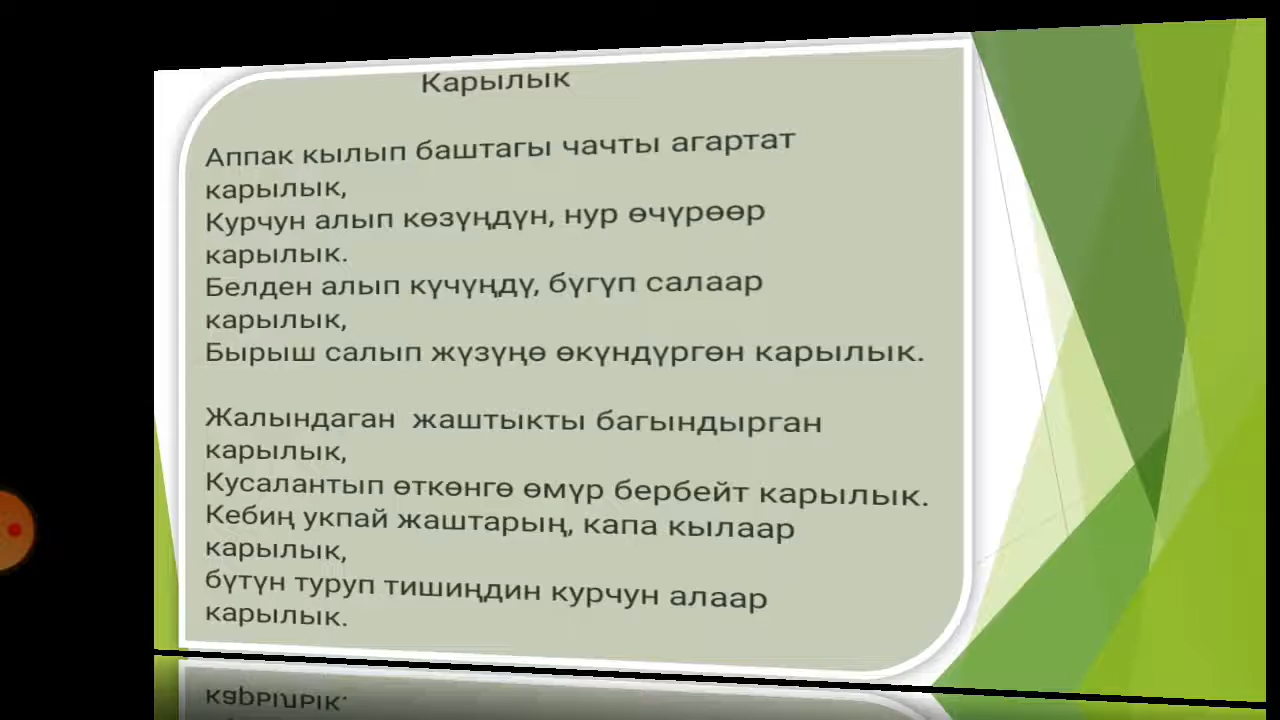 Карылык
Аппак кылып баштагы чачты агартат
карылык,
Курчун алып көзүңдүн, нур өчүрөөр
карылык.
Белден алып күчүңдү, бүгүп салаар
карылык,
Бырыш салып жүзүңө өкүндүргөн карылык.
Жалындаган жаштыкты багындырган
карылык,
Кусалантып өткөнгө өмүр бербейт карылык.
Кебиң укпай жаштарың, капа кылаар
карылык,
бүтүн туруп тишиңдин курчун алаар
карылык.